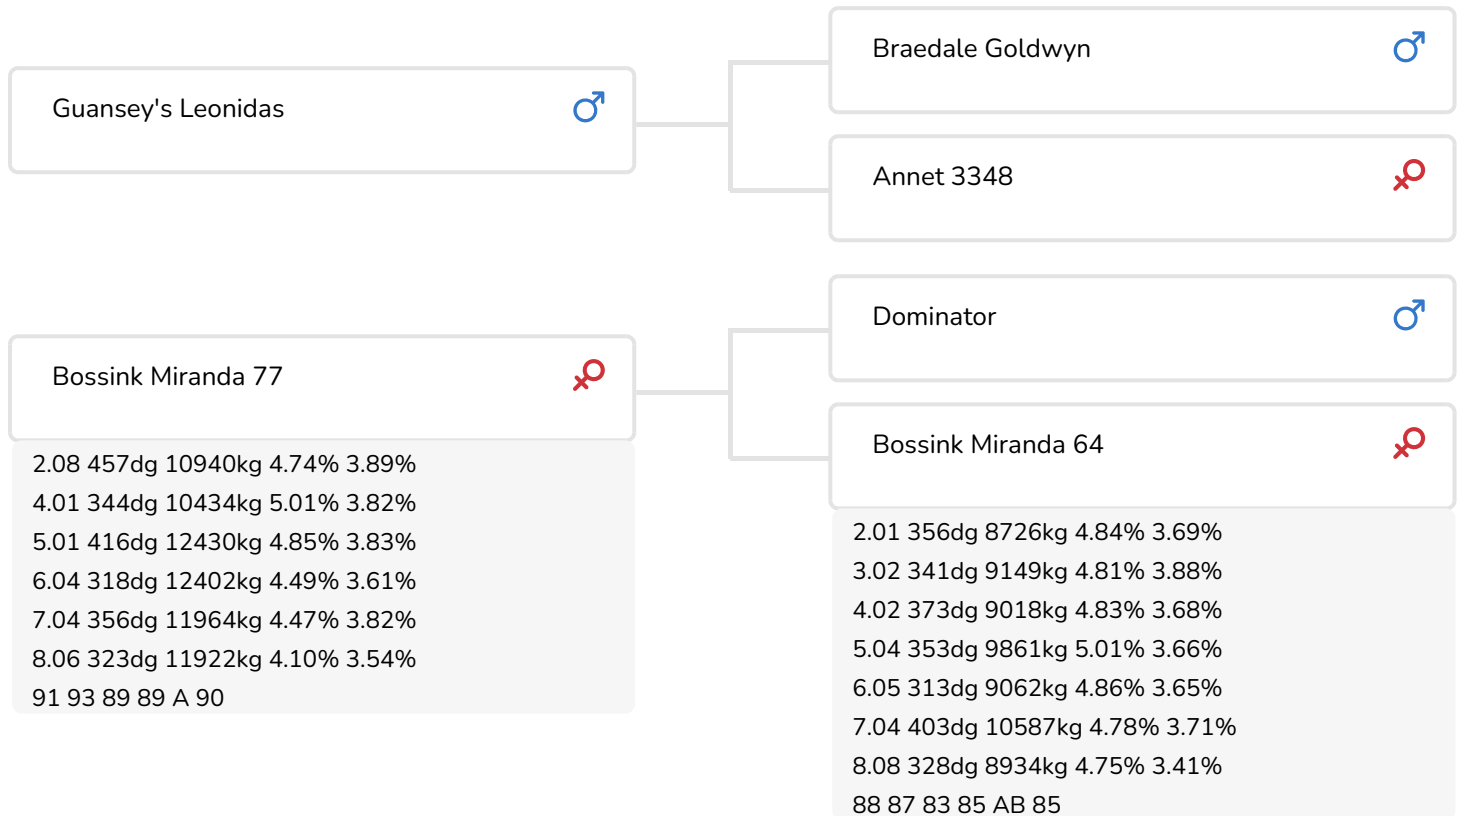 Guansey's Leonidas
Braedale Goldwyn
Annet 3348
Bossink Miranda 77
2.08 457dg 10940kg 4.74% 3.89%
4.01 344dg 10434kg 5.01% 3.82%
5.01 416dg 12430kg 4.85% 3.83%
6.04 318dg 12402kg 4.49% 3.61%
7.04 356dg 11964kg 4.47% 3.82%
8.06 323dg 11922kg 4.10% 3.54%
91 93 89 89 A 90
Dominator
Bossink Miranda 64
2.01 356dg 8726kg 4.84% 3.69%
3.02 341dg 9149kg 4.81% 3.88%
4.02 373dg 9018kg 4.83% 3.68%
5.04 353dg 9861kg 5.01% 3.66%
6.05 313dg 9062kg 4.86% 3.65%
7.04 403dg 10587kg 4.78% 3.71%
8.08 328dg 8934kg 4.75% 3.41%
88 87 83 85 AB 85